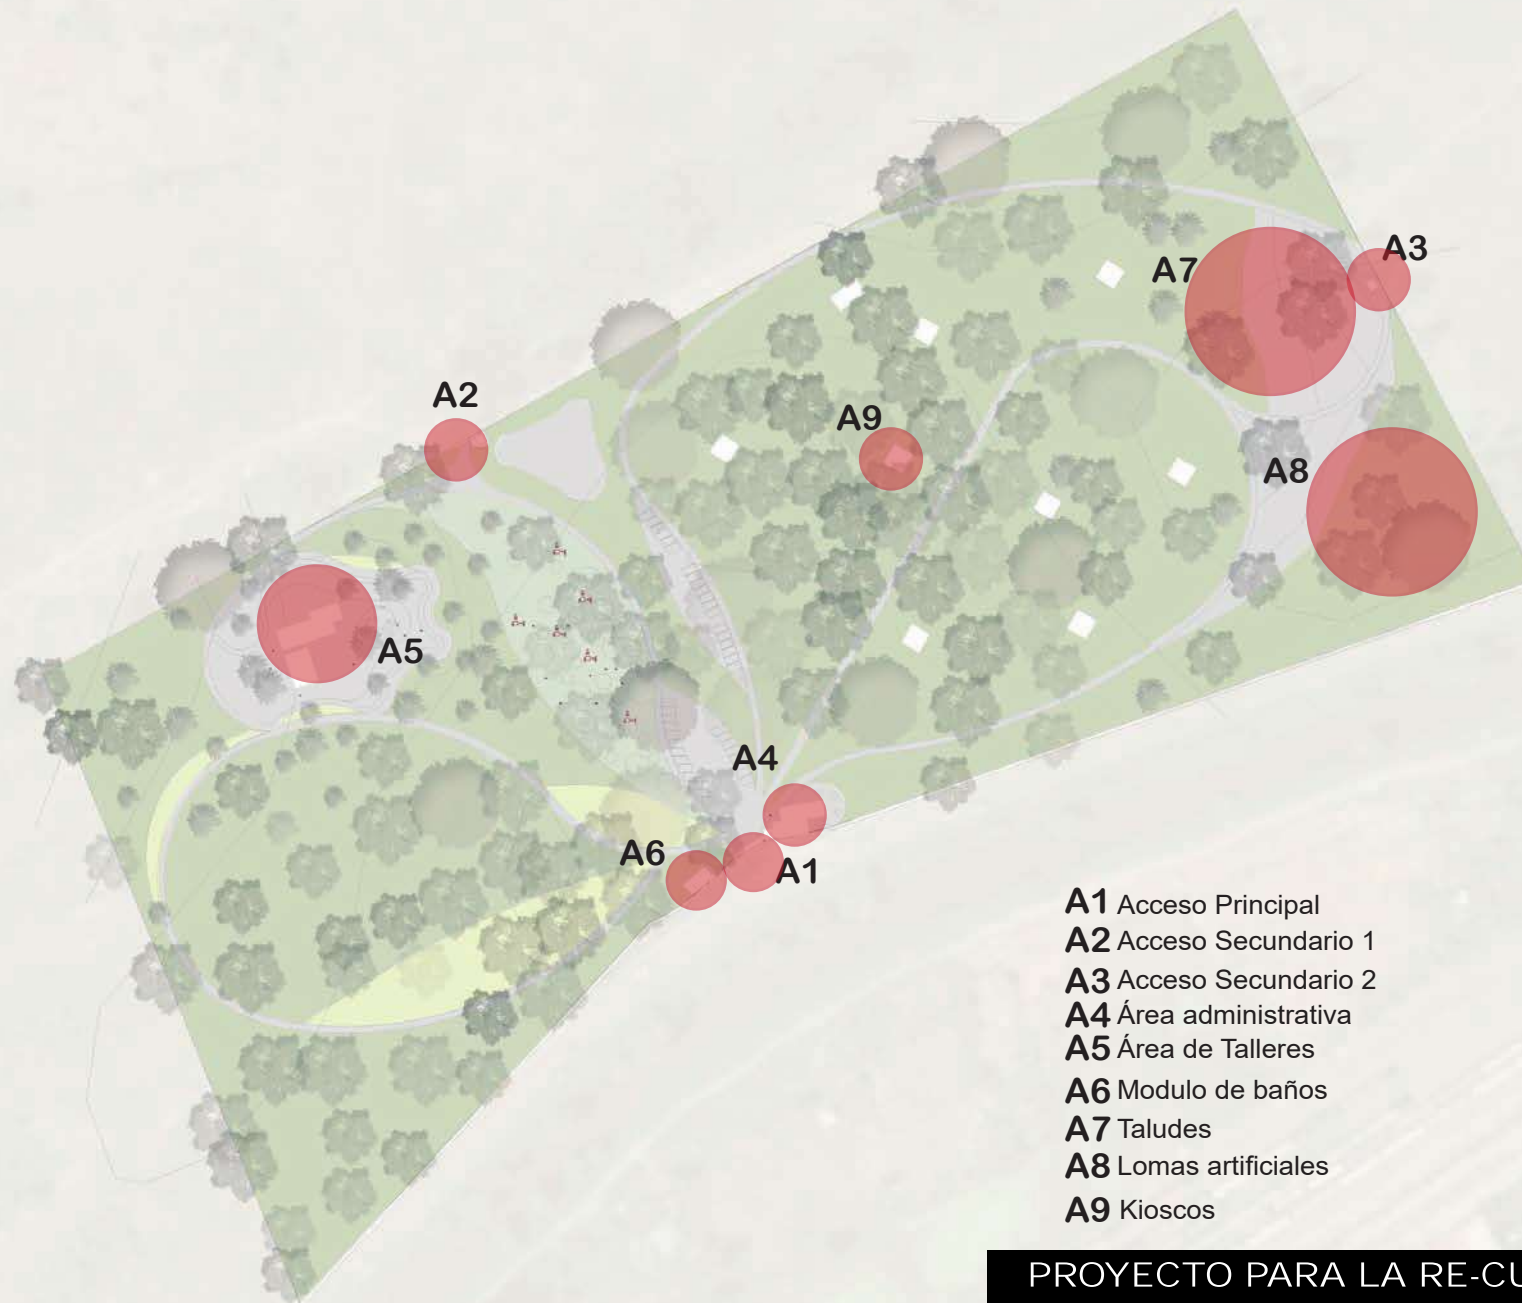 A3
A7
A2
A9
A8
A5
A4
A6
A1
A1 Acceso Principal
A2 Acceso Secundario 1
A3 Acceso Secundario 2
A4 Área administrativa
A5 Área de Talleres
A6 Modulo de baños
A7 Taludes
A8 Lomas artificiales
A9 Kioscos
PROYECTO PARA LA RE-CU